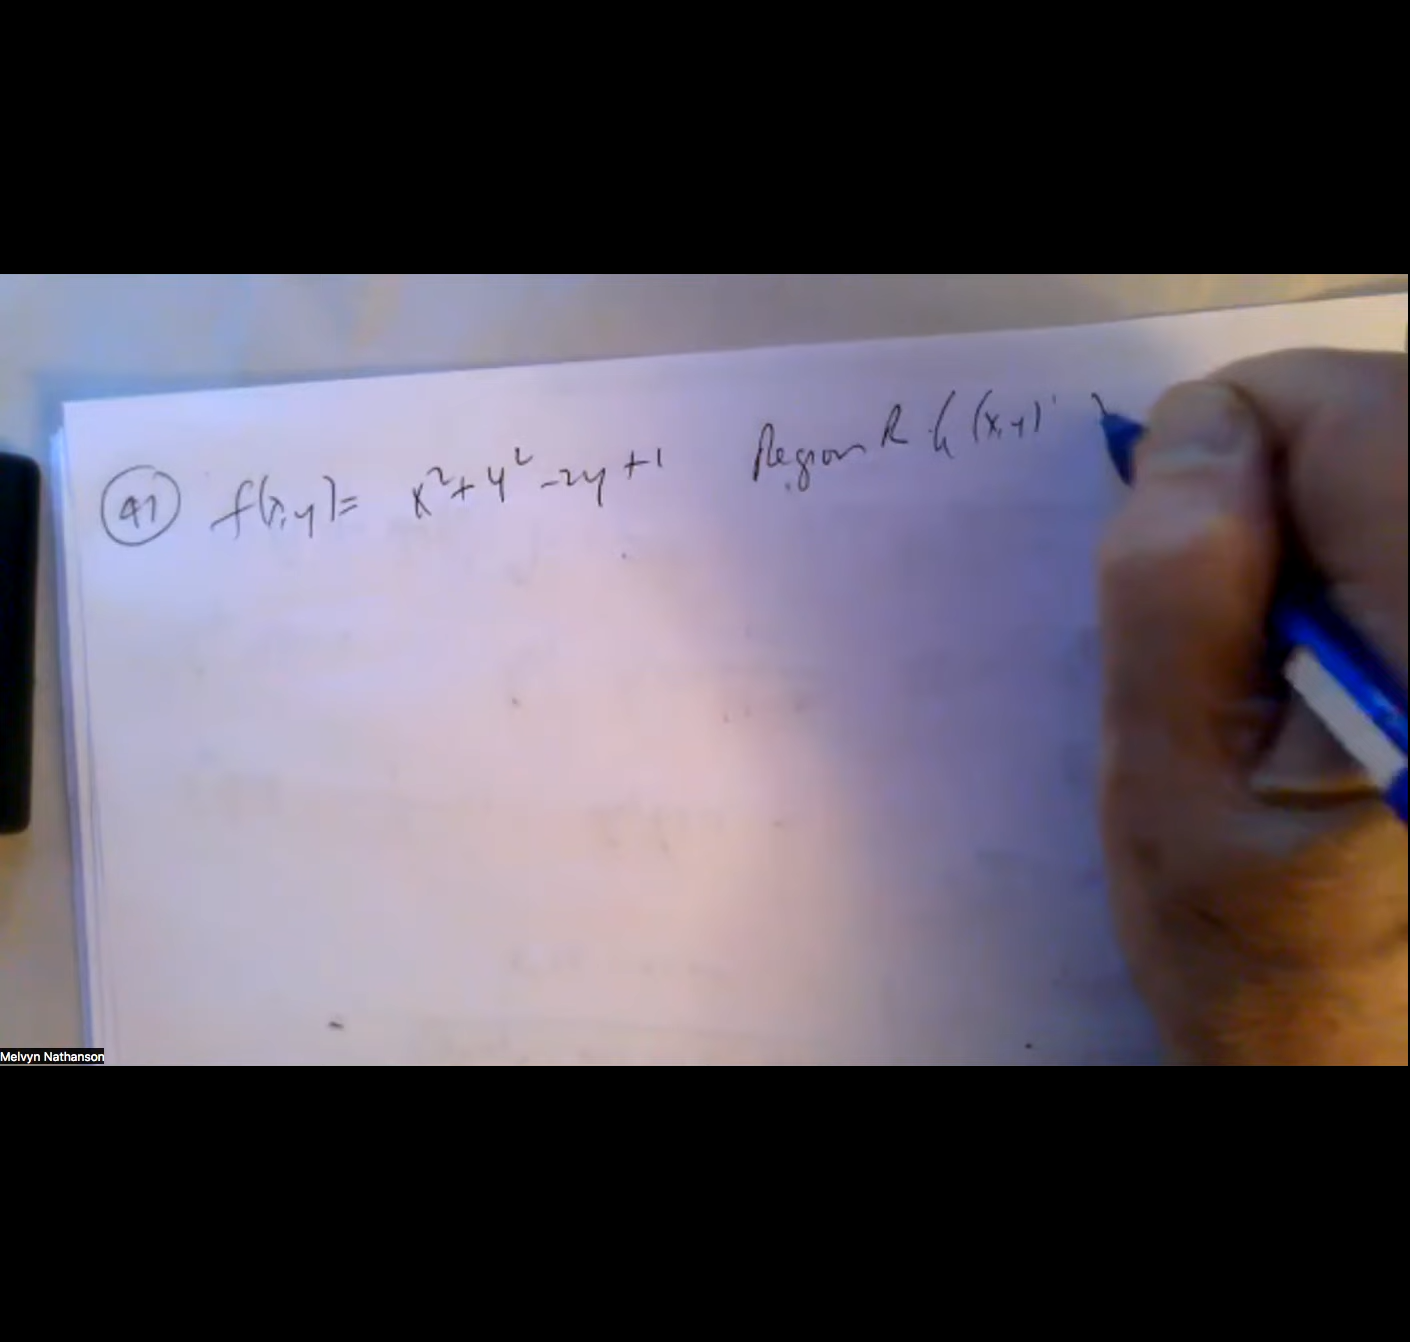 (41) f(x,y) = x² + y² - 2y + 1 Region R { (x,y) : x
Melvyn Nathanson